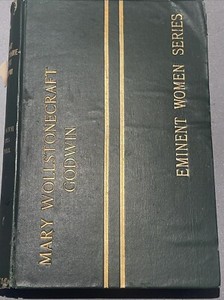 MARY WOLLSTONECRAFT
GODWIN
EMINENT WOMEN SERIES